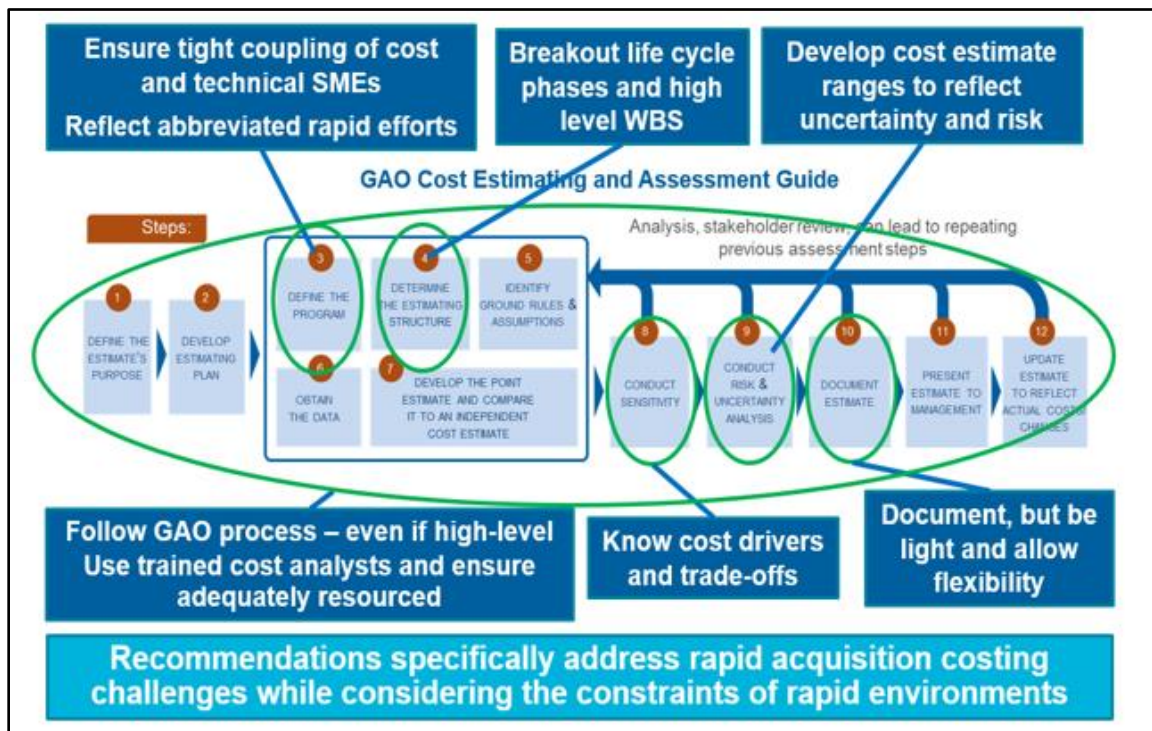 Ensure tight coupling of cost
and technical SMEs
Reflect abbreviated rapid efforts
Breakout life cycle
phases and high
level WBS
Develop cost estimate
ranges to reflect
uncertainty and risk
GAO Cost Estimating and Assessment Guide
Steps:
Analysis, stakeholder review, can lead to repeating
previous assessment steps
1
DEFINE THE
ESTIMATE'S
PURPOSE
2
DEVELOP
ESTIMATING
PLAN
3
DEFINE THE
PROGRAM
4
DETERMINE
THE ESTIMATING
STRUCTURE
5
IDENTIFY
GROUND RULES &
ASSUMPTIONS
6
OBTAIN
THE DATA
7
DEVELOP THE POINT
ESTIMATE AND COMPARE
IT TO AN INDEPENDENT
COST ESTIMATE
8
CONDUCT
SENSITIVITY
9
CONDUCT
RISK &
UNCERTAINTY
ANALYSIS
10
DOCUMENT
ESTIMATE
11
PRESENT
ESTIMATE TO
MANAGEMENT
12
UPDATE
ESTIMATE
TO REFLECT
ACTUAL COSTS/
CHANGES
Follow GAO process – even if high-level
Use trained cost analysts and ensure
adequately resourced
Know cost drivers
and trade-offs
Document, but be
light and allow
flexibility
Recommendations specifically address rapid acquisition costing
challenges while considering the constraints of rapid environments